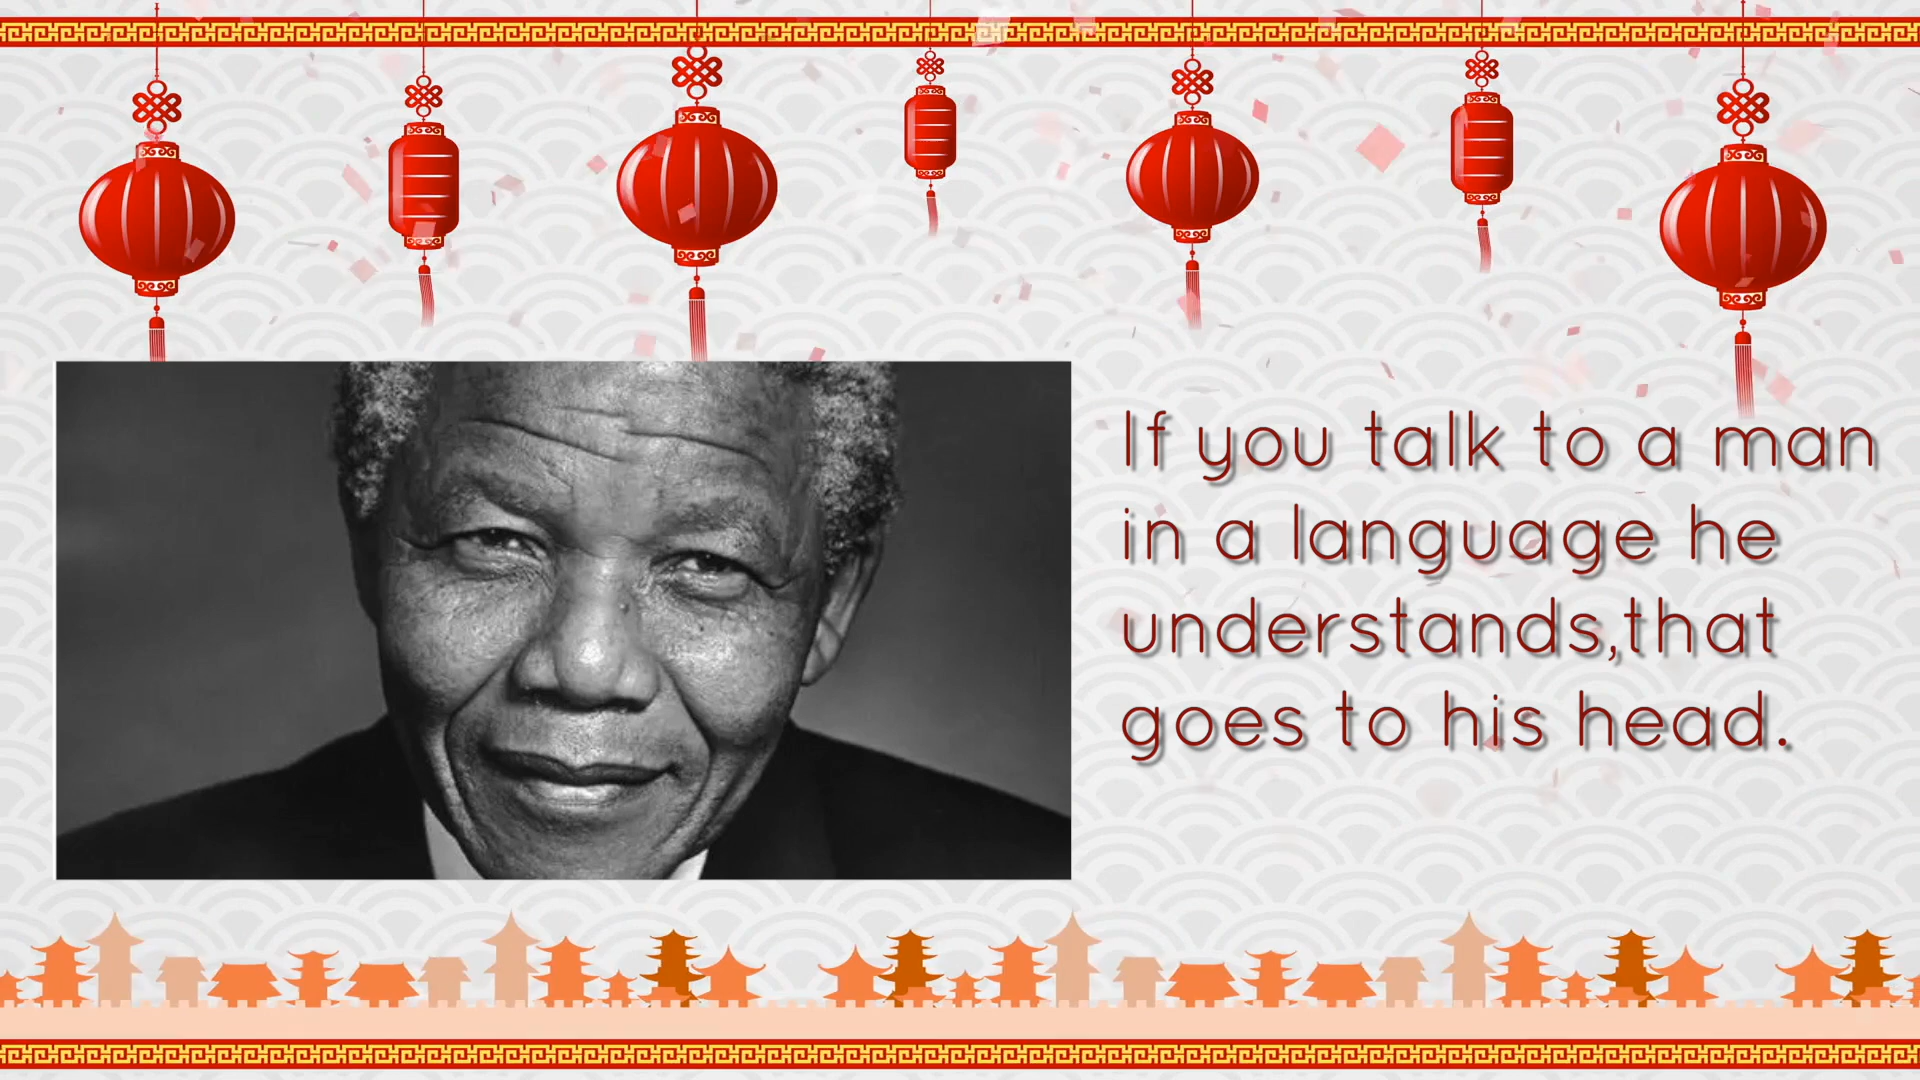 If you talk to a man
in a language he
understands,that
goes to his head.